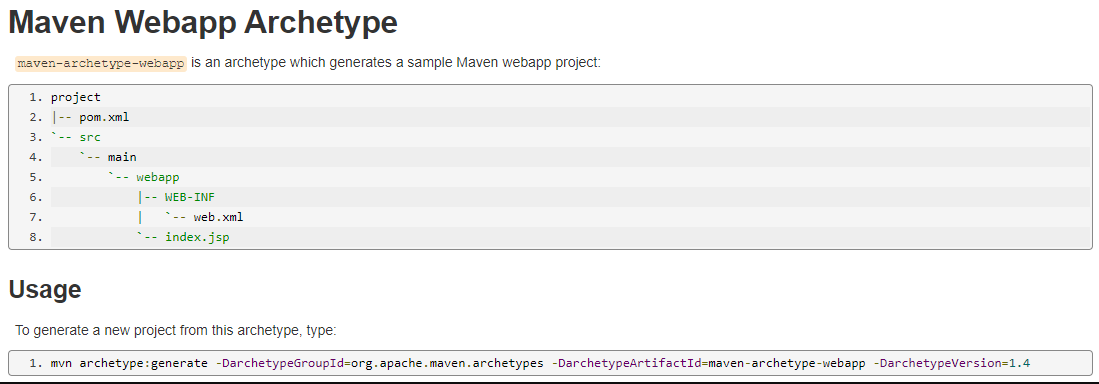 Maven Webapp Archetype
maven-archetype-webapp is an archetype which generates a sample Maven webapp project:
1. project
2. |-- pom.xml
3. `-- src
4.     `-- main
5.         `-- webapp
6.             |-- WEB-INF
7.             |   `-- web.xml
8.             `-- index.jsp
Usage
To generate a new project from this archetype, type:
1. mvn archetype:generate -DarchetypeGroupId=org.apache.maven.archetypes -DarchetypeArtifactId=maven-archetype-webapp -DarchetypeVersion=1.4